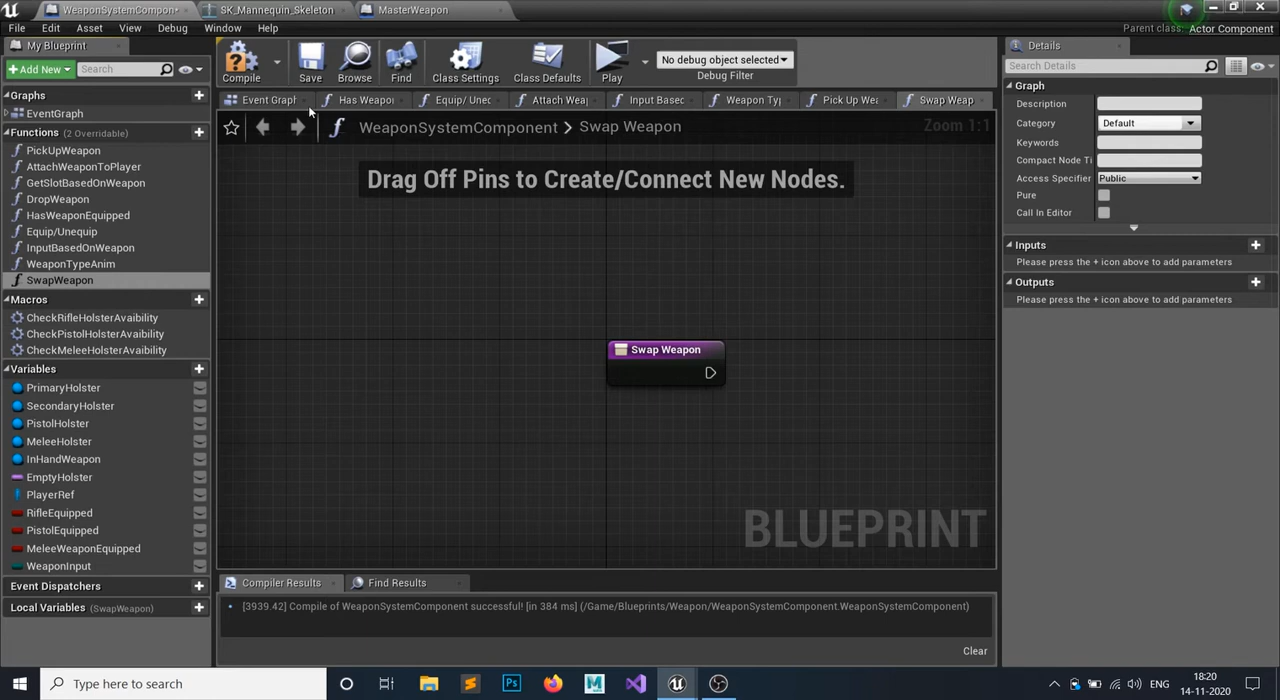 WeaponSystemCompon•
SK_Mannequin_Skeleton
MasterWeapon
File Edit Asset View Debug Window Help
Parent class: Actor Component
My Blueprint
Details
+Add New
Search
Compile
Save
Browse
Find
Class Settings
Class Defaults
Play
No debug object selected
Debug Filter
Search Details
Graphs
EventGraph
Functions (2 Overridable)
PickUpWeapon
AttachWeaponToPlayer
GetSlotBasedOnWeapon
DropWeapon
HasWeaponEquipped
Equip/Unequip
InputBasedOnWeapon
WeaponTypeAnim
SwapWeapon
Macros
CheckRifleHolsterAvaibility
CheckPistolHolsterAvaibility
CheckMeleeHolsterAvaibility
Variables
PrimaryHolster
SecondaryHolster
PistolHolster
MeleeHolster
InHandWeapon
EmptyHolster
PlayerRef
RifleEquipped
PistolEquipped
MeleeWeaponEquipped
WeaponInput
Event Dispatchers
Local Variables (SwapWeapon)
Event Graph
Has Weapon
Equip/ Unec
Attach Wea
Input Basec
Weapon Ty
Pick Up We
Swap Weap
WeaponSystemComponent > Swap Weapon
Zoom 1:1
Drag Off Pins to Create/Connect New Nodes.
Swap Weapon
BLUEPRINT
Graph
Description
Category Default
Keywords
Compact Node Ti
Access Specifier Public
Pure
Call In Editor
Inputs
Please press the + icon above to add parameters
Outputs
Please press the + icon above to add parameters
Compiler Results
Find Results
[3939.42] Compile of WeaponSystemComponent successful! [in 384 ms] (/Game/Blueprints/Weapon/WeaponSystemComponent.WeaponSystemComponent)
Clear
Type here to search
Ps
M
ENG
18:20
14-11-2020